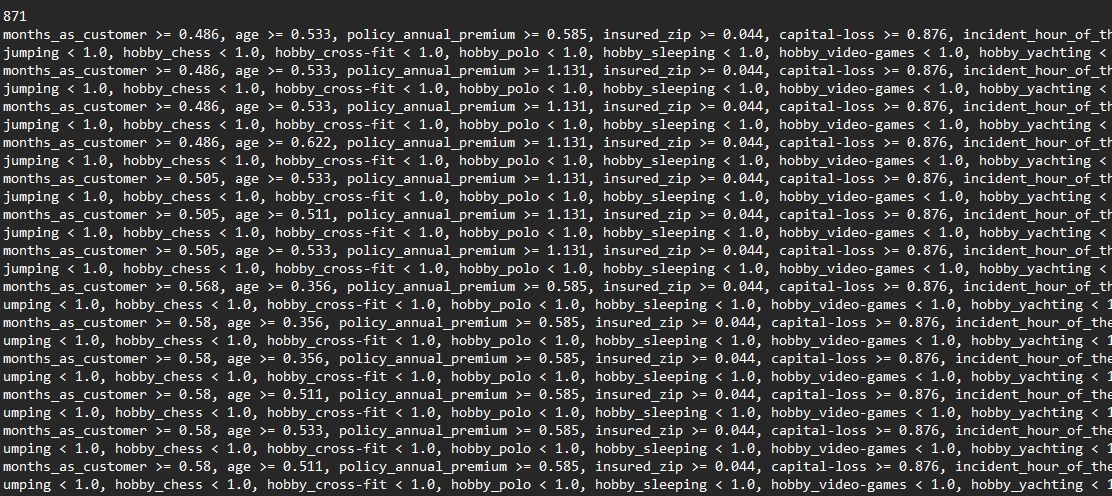 871
months_as_customer >= 0.486, age >= 0.533, policy_annual_premium >= 0.585, insured_zip >= 0.044, capital-loss >= 0.876, incident_hour_of_th
jumping < 1.0, hobby_chess < 1.0, hobby_cross-fit < 1.0, hobby_polo < 1.0, hobby_sleeping < 1.0, hobby_video-games < 1.0, hobby_yachting <
months_as_customer >= 0.486, age >= 0.533, policy_annual_premium >= 1.131, insured_zip >= 0.044, capital-loss >= 0.876, incident_hour_of_th
jumping < 1.0, hobby_chess < 1.0, hobby_cross-fit < 1.0, hobby_polo < 1.0, hobby_sleeping < 1.0, hobby_video-games < 1.0, hobby_yachting <
months_as_customer >= 0.486, age >= 0.533, policy_annual_premium >= 1.131, insured_zip >= 0.044, capital-loss >= 0.876, incident_hour_of_th
jumping < 1.0, hobby_chess < 1.0, hobby_cross-fit < 1.0, hobby_polo < 1.0, hobby_sleeping < 1.0, hobby_video-games < 1.0, hobby_yachting <
months_as_customer >= 0.486, age >= 0.622, policy_annual_premium >= 1.131, insured_zip >= 0.044, capital-loss >= 0.876, incident_hour_of_th
jumping < 1.0, hobby_chess < 1.0, hobby_cross-fit < 1.0, hobby_polo < 1.0, hobby_sleeping < 1.0, hobby_video-games < 1.0, hobby_yachting <
months_as_customer >= 0.505, age >= 0.533, policy_annual_premium >= 1.131, insured_zip >= 0.044, capital-loss >= 0.876, incident_hour_of_th
jumping < 1.0, hobby_chess < 1.0, hobby_cross-fit < 1.0, hobby_polo < 1.0, hobby_sleeping < 1.0, hobby_video-games < 1.0, hobby_yachting <
months_as_customer >= 0.505, age >= 0.511, policy_annual_premium >= 1.131, insured_zip >= 0.044, capital-loss >= 0.876, incident_hour_of_th
jumping < 1.0, hobby_chess < 1.0, hobby_cross-fit < 1.0, hobby_polo < 1.0, hobby_sleeping < 1.0, hobby_video-games < 1.0, hobby_yachting <
months_as_customer >= 0.505, age >= 0.533, policy_annual_premium >= 1.131, insured_zip >= 0.044, capital-loss >= 0.876, incident_hour_of_th
jumping < 1.0, hobby_chess < 1.0, hobby_cross-fit < 1.0, hobby_polo < 1.0, hobby_sleeping < 1.0, hobby_video-games < 1.0, hobby_yachting <
months_as_customer >= 0.568, age >= 0.356, policy_annual_premium >= 0.585, insured_zip >= 0.044, capital-loss >= 0.876, incident_hour_of_th
umping < 1.0, hobby_chess < 1.0, hobby_cross-fit < 1.0, hobby_polo < 1.0, hobby_sleeping < 1.0, hobby_video-games < 1.0, hobby_yachting < 1
months_as_customer >= 0.58, age >= 0.356, policy_annual_premium >= 0.585, insured_zip >= 0.044, capital-loss >= 0.876, incident_hour_of_the
umping < 1.0, hobby_chess < 1.0, hobby_cross-fit < 1.0, hobby_polo < 1.0, hobby_sleeping < 1.0, hobby_video-games < 1.0, hobby_yachting < 1
months_as_customer >= 0.58, age >= 0.356, policy_annual_premium >= 0.585, insured_zip >= 0.044, capital-loss >= 0.876, incident_hour_of_the
umping < 1.0, hobby_chess < 1.0, hobby_cross-fit < 1.0, hobby_polo < 1.0, hobby_sleeping < 1.0, hobby_video-games < 1.0, hobby_yachting < 1
months_as_customer >= 0.58, age >= 0.511, policy_annual_premium >= 0.585, insured_zip >= 0.044, capital-loss >= 0.876, incident_hour_of_the
umping < 1.0, hobby_chess < 1.0, hobby_cross-fit < 1.0, hobby_polo < 1.0, hobby_sleeping < 1.0, hobby_video-games < 1.0, hobby_yachting < 1
months_as_customer >= 0.58, age >= 0.533, policy_annual_premium >= 0.585, insured_zip >= 0.044, capital-loss >= 0.876, incident_hour_of_the
umping < 1.0, hobby_chess < 1.0, hobby_cross-fit < 1.0, hobby_polo < 1.0, hobby_sleeping < 1.0, hobby_video-games < 1.0, hobby_yachting < 1
months_as_customer >= 0.58, age >= 0.511, policy_annual_premium >= 0.585, insured_zip >= 0.044, capital-loss >= 0.876, incident_hour_of_the
umping < 1.0, hobby_chess < 1.0, hobby_cross-fit < 1.0, hobby_polo < 1.0, hobby_sleeping < 1.0, hobby_video-games < 1.0, hobby_yachting < 1